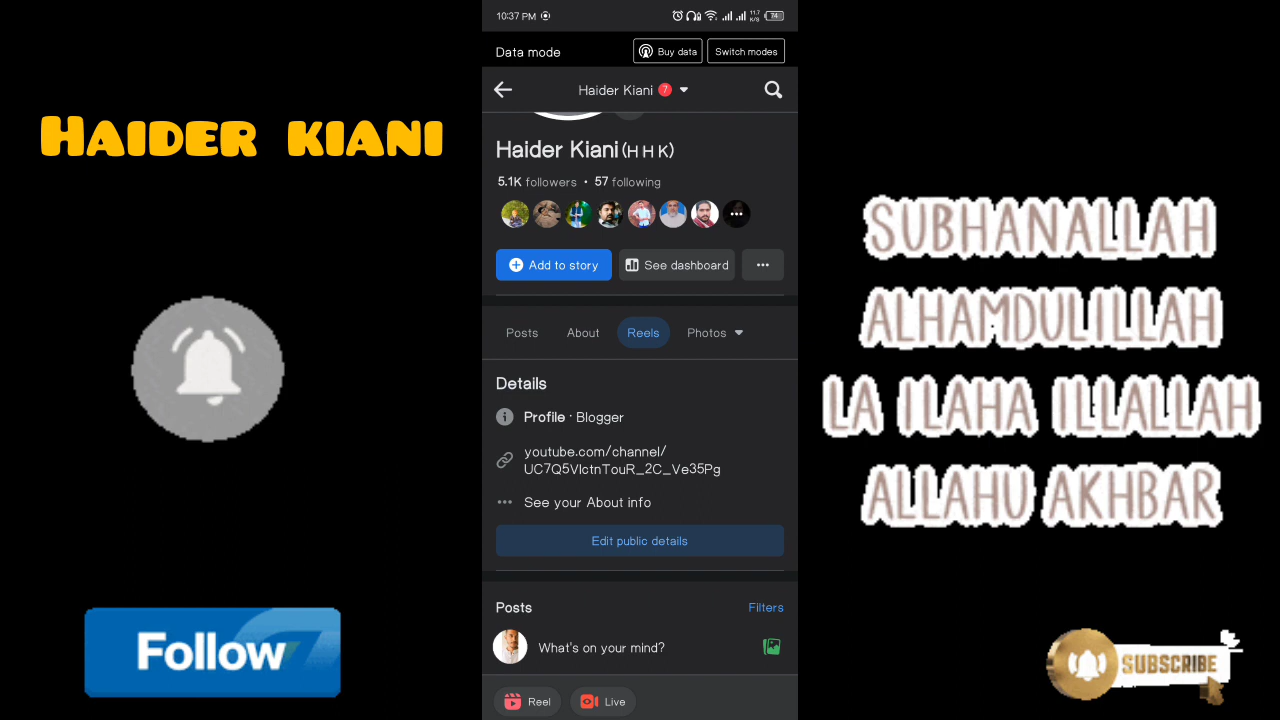 HAIDER KIANI
Follow
10:37 PM
11.7
K/s
74
Data mode
Buy data
Switch modes
Haider Kiani 7
Haider Kiani (H H K)
5.1K followers • 57 following
Add to story
See dashboard
Posts
About
Reels
Photos
Details
Profile · Blogger
youtube.com/channel/
UC7Q5VlctnTouR_2C_Ve35Pg
See your About info
Edit public details
Posts
Filters
What's on your mind?
Reel
Live
SUBHANALLAH
ALHAMDULILLAH
LA ILAHA ILLALLAH
ALLAHU AKHBAR
SUBSCRIBE